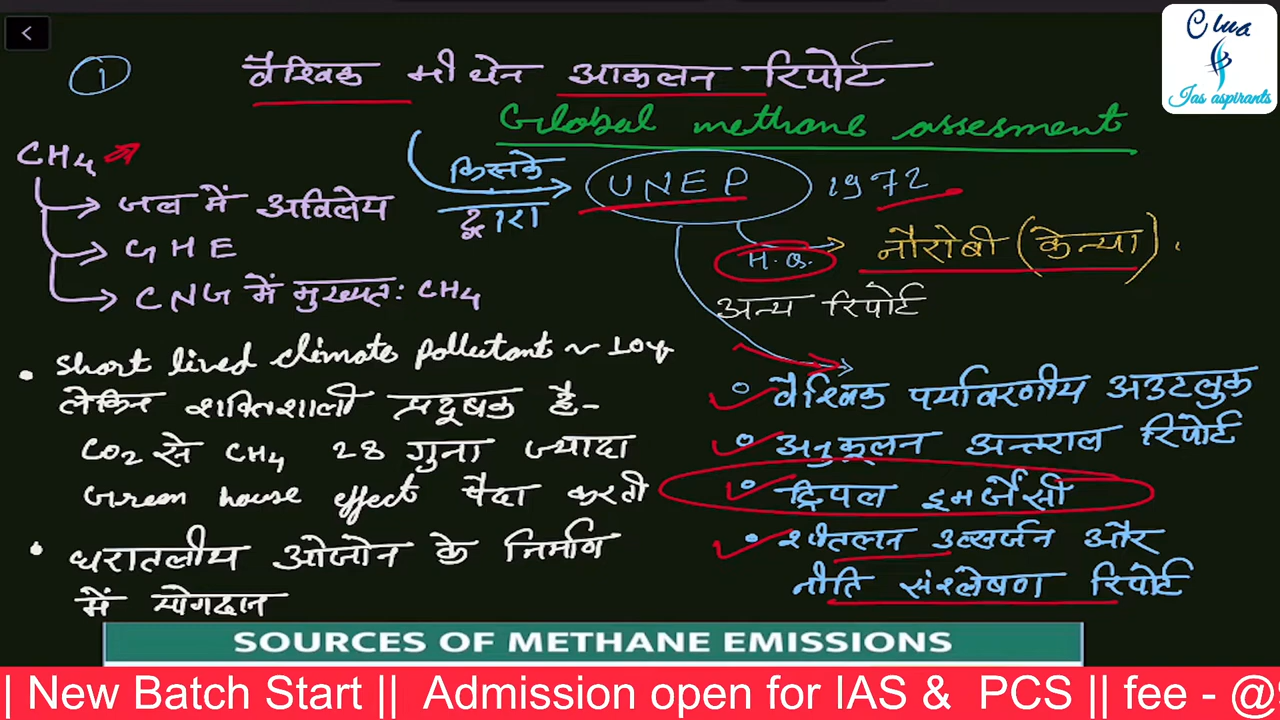 Clua
Ias aspirants
1
वैश्विक मीथेन आकलन रिपोर्ट
Global methane assesment
CH4
जल में अविलेय
GHE
CNG में मुख्यतः CH4
किसके
द्वारा
UNEP 1972
H.Q. नौरोबी (केन्या)
अन्य रिपोर्ट
• Short lived climate pollutant ~ 10y
लेकिन शक्तिशाली प्रदूषक है-
CO2 से CH4 28 गुना ज्यादा
Green house effect पैदा करती
• धरातलीय ओजोन के निर्माण
में योगदान
वैश्विक पर्यावरणीय अउटलुक
अनुकूलन अन्तराल रिपोर्ट
ट्रिपल इमर्जेंसी
शीतलन उत्सर्जन और
नीति संश्लेषण रिपोर्ट
SOURCES OF METHANE EMISSIONS
| New Batch Start || Admission open for IAS & PCS || fee - @